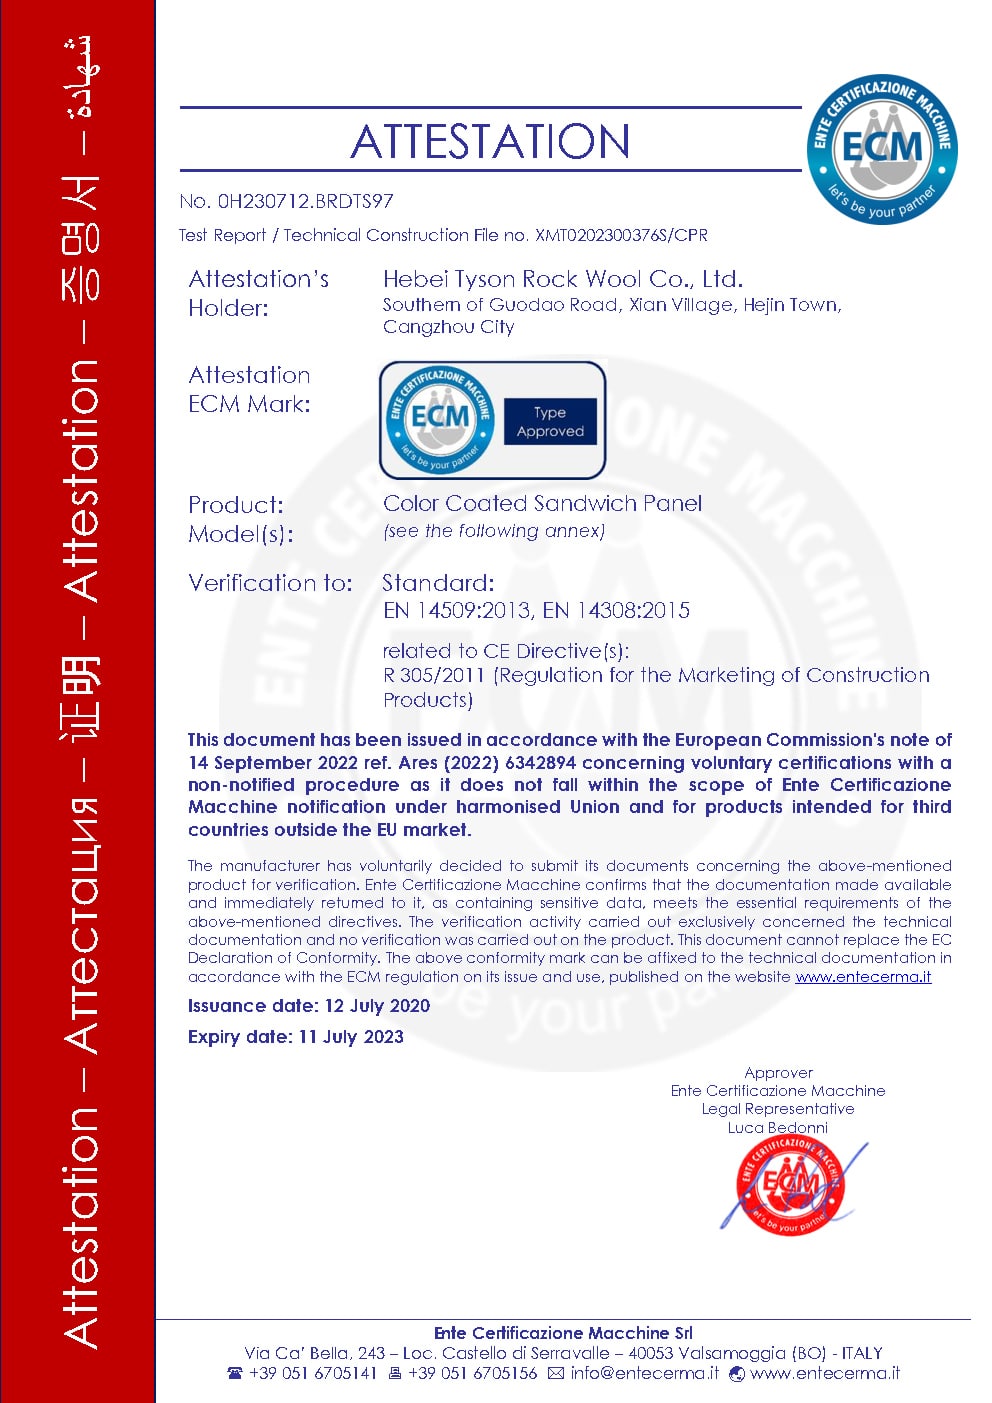 Attestation – Аттестация – 证明 – Attestation – 증명서 – شهادة
ATTESTATION
ENTE CERTIFICAZIONE MACCHINE
ECM
let's be your partner
No. 0H230712.BRDTS97
Test Report / Technical Construction File no. XMT0202300376S/CPR
Attestation's Holder:
Hebei Tyson Rock Wool Co., Ltd.
Southern of Guodao Road, Xian Village, Hejin Town,
Cangzhou City
Attestation
ECM Mark:
ENTE CERTIFICAZIONE MACCHINE
ECM
let's be your partner
Type
Approved
Product:
Color Coated Sandwich Panel
Model(s):
(see the following annex)
Verification to:
Standard:
EN 14509:2013, EN 14308:2015
related to CE Directive(s):
R 305/2011 (Regulation for the Marketing of Construction
Products)
This document has been issued in accordance with the European Commission's note of
14 September 2022 ref. Ares (2022) 6342894 concerning voluntary certifications with a
non-notified procedure as it does not fall within the scope of Ente Certificazione
Macchine notification under harmonised Union and for products intended for third
countries outside the EU market.
The manufacturer has voluntarily decided to submit its documents concerning the above-mentioned
product for verification. Ente Certificazione Macchine confirms that the documentation made available
and immediately returned to it, as containing sensitive data, meets the essential requirements of the
above-mentioned directives. The verification activity carried out exclusively concerned the technical
documentation and no verification was carried out on the product. This document cannot replace the EC
Declaration of Conformity. The above conformity mark can be affixed to the technical documentation in
accordance with the ECM regulation on its issue and use, published on the website www.entecerma.it
Issuance date: 12 July 2020
Expiry date: 11 July 2023
Approver
Ente Certificazione Macchine
Legal Representative
Luca Bedonni
ENTE CERTIFICAZIONE MACCHINE
ECM
let's be your partner
Ente Certificazione Macchine Srl
Via Ca' Bella, 243 – Loc. Castello di Serravalle – 40053 Valsamoggia (BO) - ITALY
☎ +39 051 6705141 🖷 +39 051 6705156 ✉ info@entecerma.it www.entecerma.it